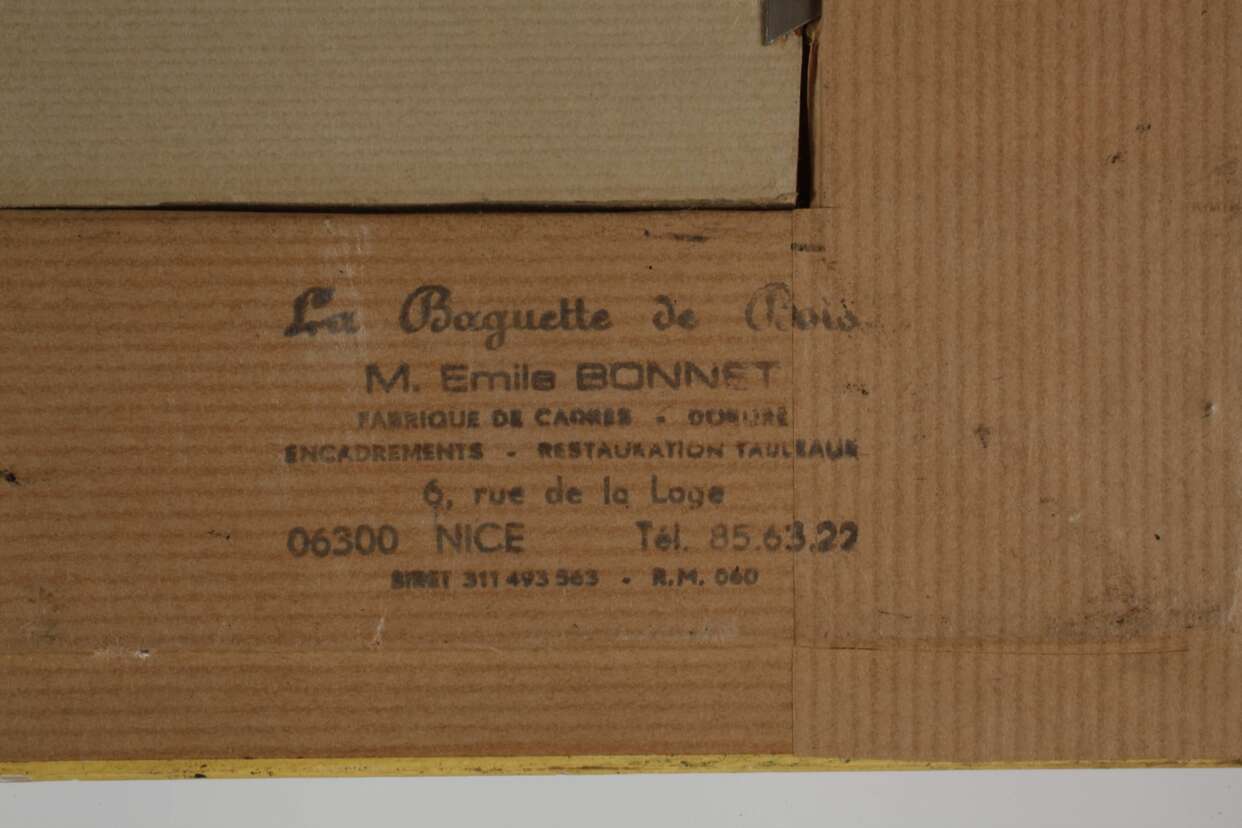 La Baguette de Bois
M. Emile BONNET
FABRIQUE DE CADRES - DORURE
ENCADREMENTS - RESTAURATION TABLEAUX
6, rue de la Loge
06300 NICE Tél. 85.63.22
SIRET 311 493 563 - R.M. 060